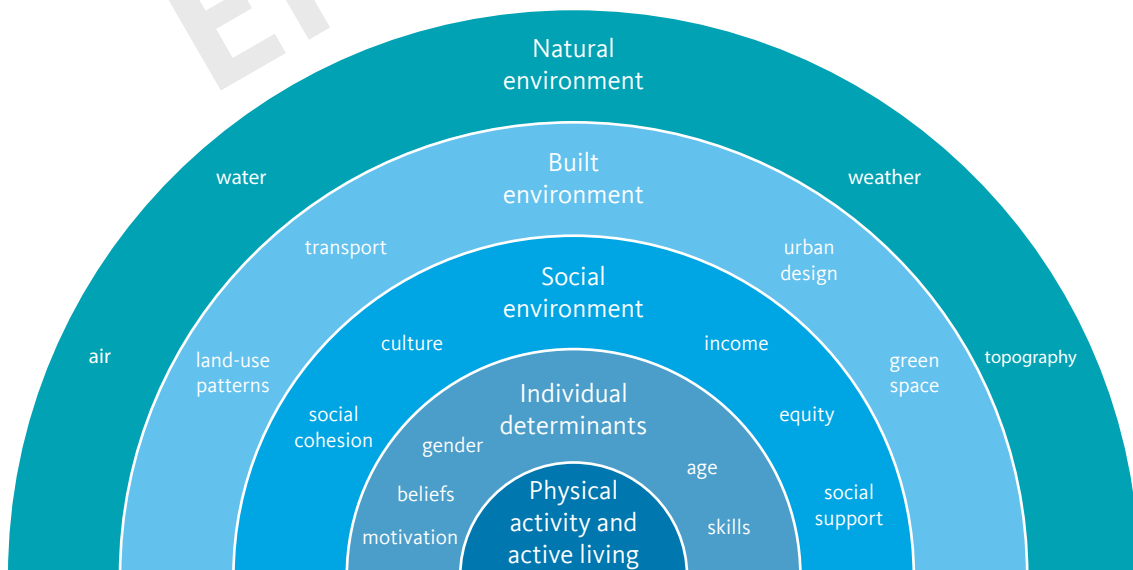 Natural
environment
water
weather
Built
environment
transport
urban
design
Social
environment
culture
income
air
land-use
patterns
green
space
topography
Individual
determinants
social
cohesion
equity
gender
age
beliefs
motivation
skills
social
support
Physical
activity and
active living